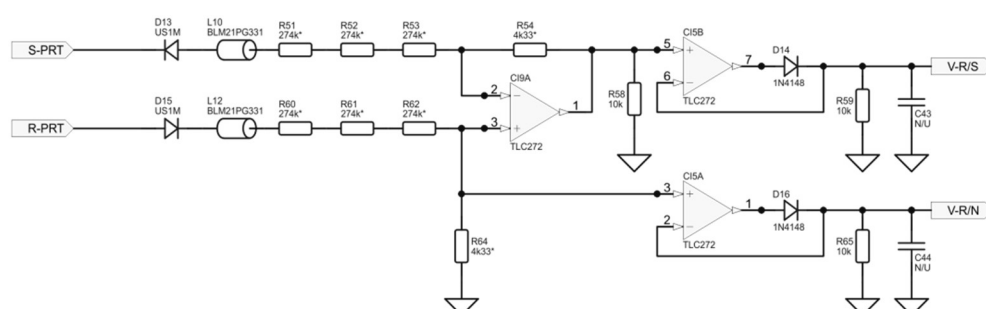 D13
US1M
L10
BLM21PG331
R51
274k*
R52
274k*
R53
274k*
R54
4k33*
S-PRT
2
3
1
CI9A
TLC272
R58
10k
5
6
7
CI5B
TLC272
D14
1N4148
R59
10k
C43
N/U
V-R/S
D15
US1M
L12
BLM21PG331
R60
274k*
R61
274k*
R62
274k*
R-PRT
R64
4k33*
3
2
1
CI5A
TLC272
D16
1N4148
R65
10k
C44
N/U
V-R/N